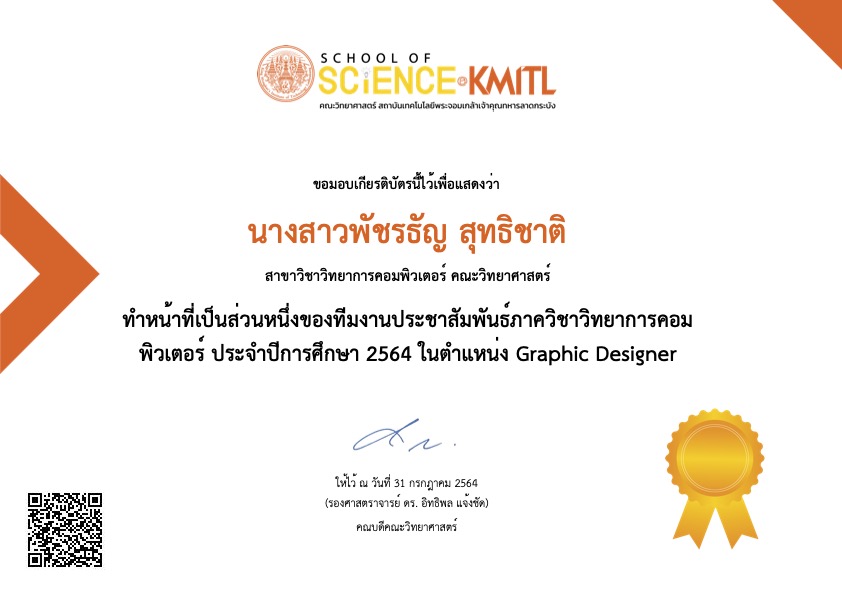 SCHOOL OF
SCiENCE KMITL
คณะวิทยาศาสตร์ สถาบันเทคโนโลยีพระจอมเกล้าเจ้าคุณทหารลาดกระบัง
ขอมอบเกียรติบัตรนี้ไว้เพื่อแสดงว่า
นางสาวพัชรธัญ สุทธิชาติ
สาขาวิชาวิทยาการคอมพิวเตอร์ คณะวิทยาศาสตร์
ทำหน้าที่เป็นส่วนหนึ่งของทีมงานประชาสัมพันธ์ภาควิชาวิทยาการคอม
พิวเตอร์ ประจำปีการศึกษา 2564 ในตำแหน่ง Graphic Designer
ให้ไว้ ณ วันที่ 31 กรกฎาคม 2564
(รองศาสตราจารย์ ดร. อิทธิพล แจ้งชัด)
คณบดีคณะวิทยาศาสตร์